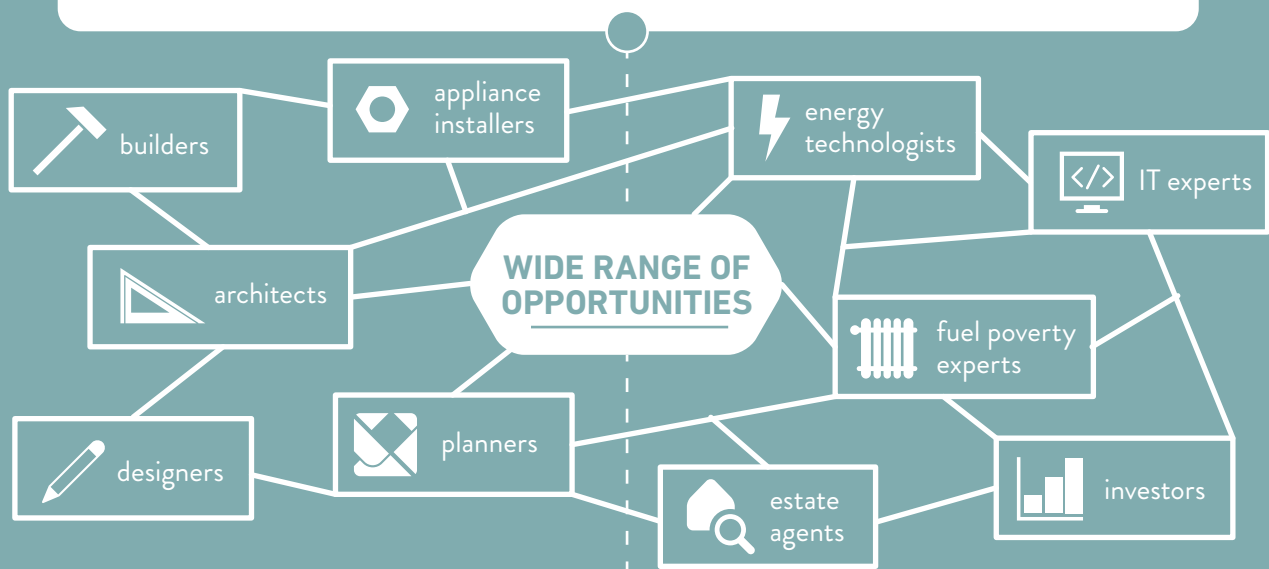 builders
appliance
installers
energy
technologists
</> IT experts
architects
WIDE RANGE OF
OPPORTUNITIES
fuel poverty
experts
designers
planners
estate
agents
investors